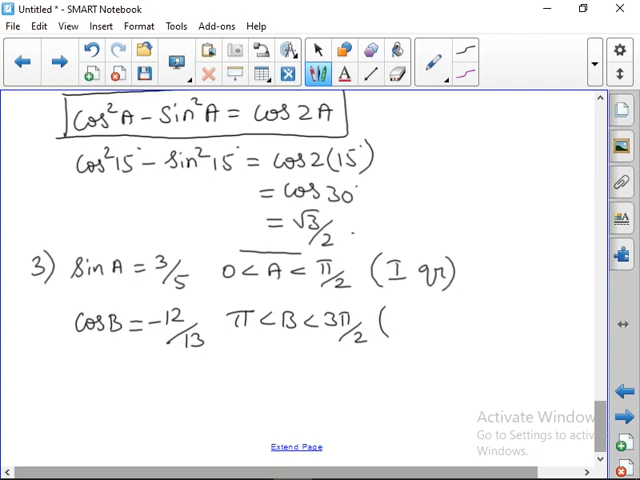 Untitled * - SMART Notebook
File Edit View Insert Format Tools Add-ons Help
cos²A - sin²A = cos 2A
cos²15° - sin²15° = cos 2(15°)
= cos 30°
= √3/2 .
3) sin A = 3/5 0 < A < π/2 (I qr)
cos B = -12/13 π < B < 3π/2 (
Activate Window
Go to Settings to activ
Windows.
Extend Page